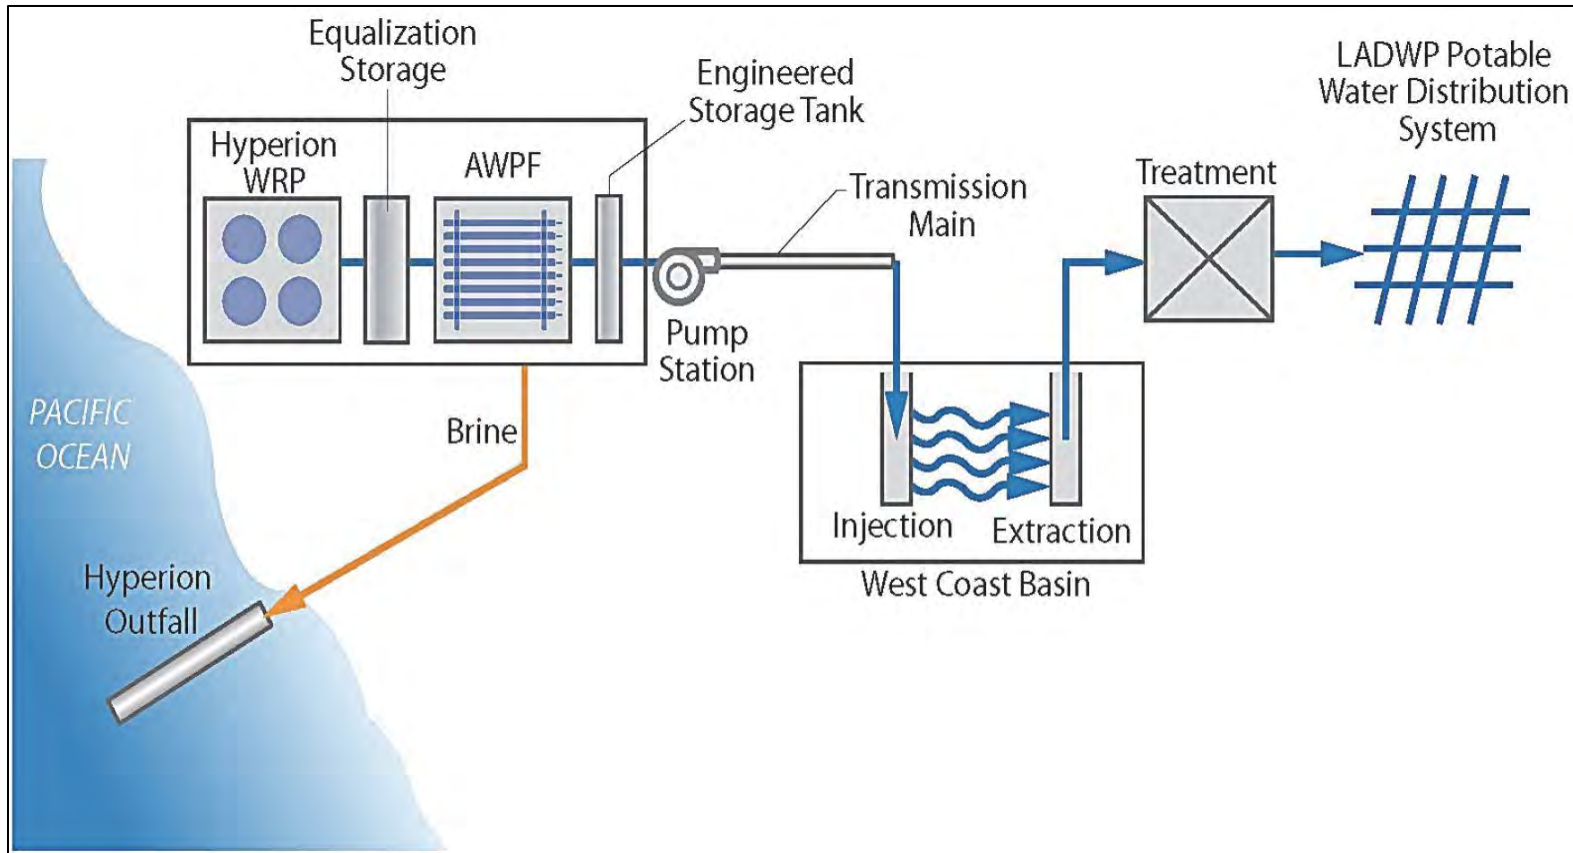 Equalization
Storage
Engineered
Storage Tank
LADWP Potable
Water Distribution
System
Hyperion
WRP
AWPF
Treatment
Transmission
Main
Pump
Station
PACIFIC
OCEAN
Brine
Injection
Extraction
West Coast Basin
Hyperion
Outfall